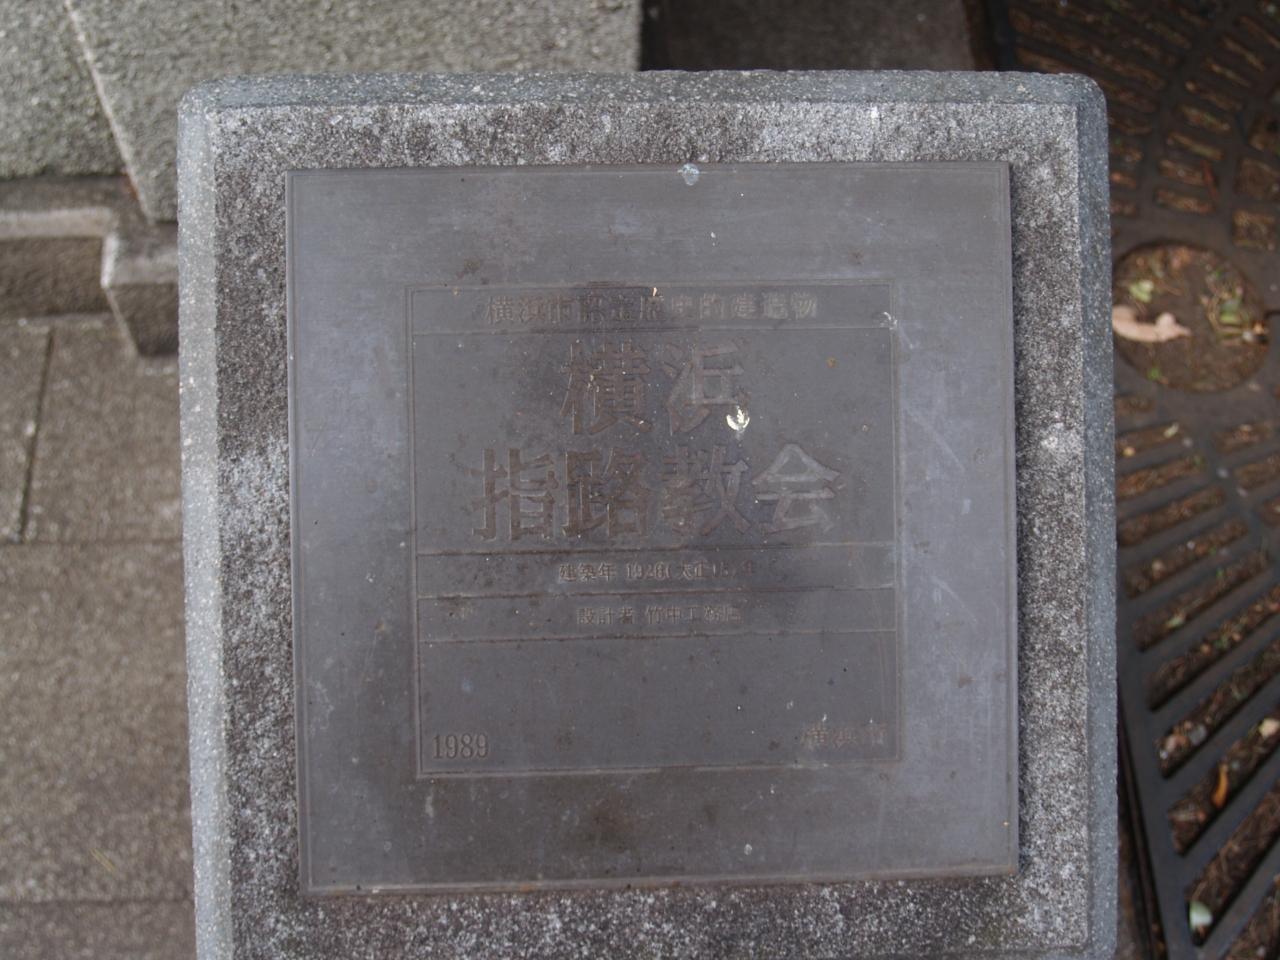 横浜市認定歴史的建造物
横浜
指路教会
建築年 1926(大正15)年
設計者 竹中工務店
1989
横浜市